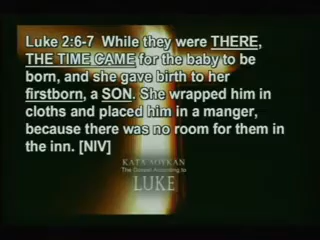 Luke 2:6-7  While they were THERE,
THE TIME CAME for the baby to be
born, and she gave birth to her
firstborn, a SON. She wrapped him in
cloths and placed him in a manger,
because there was no room for them in
the inn. [NIV]
ΚΑΤΑ ΛΟΥΚΑΝ
The Gospel According to
LUKE